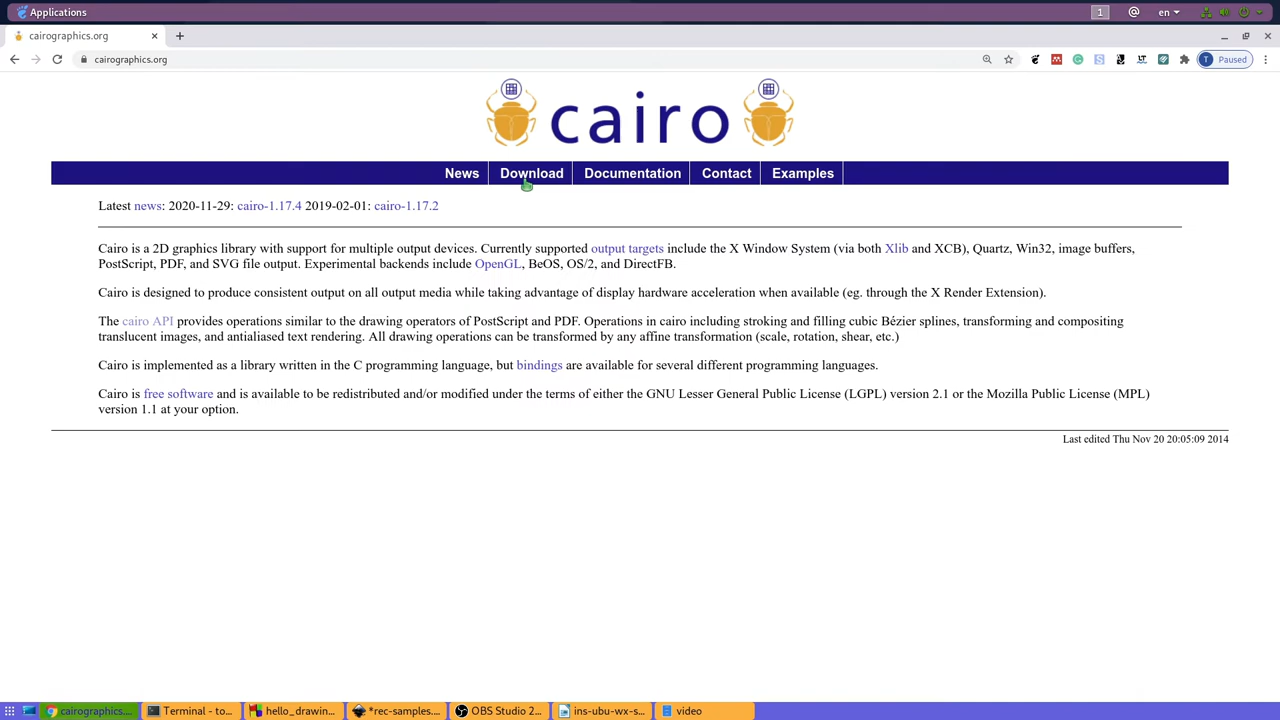 Applications
1
en
cairographics.org
cairographics.org
T
Paused
LT
cairo
News
Download
Documentation
Contact
Examples
Latest news: 2020-11-29: cairo-1.17.4 2019-02-01: cairo-1.17.2
Cairo is a 2D graphics library with support for multiple output devices. Currently supported output targets include the X Window System (via both Xlib and XCB), Quartz, Win32, image buffers,
PostScript, PDF, and SVG file output. Experimental backends include OpenGL, BeOS, OS/2, and DirectFB.
Cairo is designed to produce consistent output on all output media while taking advantage of display hardware acceleration when available (eg. through the X Render Extension).
The cairo API provides operations similar to the drawing operators of PostScript and PDF. Operations in cairo including stroking and filling cubic Bézier splines, transforming and compositing
translucent images, and antialiased text rendering. All drawing operations can be transformed by any affine transformation (scale, rotation, shear, etc.)
Cairo is implemented as a library written in the C programming language, but bindings are available for several different programming languages.
Cairo is free software and is available to be redistributed and/or modified under the terms of either the GNU Lesser General Public License (LGPL) version 2.1 or the Mozilla Public License (MPL)
version 1.1 at your option.
Last edited Thu Nov 20 20:05:09 2014
cairographics....
Terminal - to...
hello_drawin...
*rec-samples....
OBS Studio 2...
ins-ubu-wx-s...
video